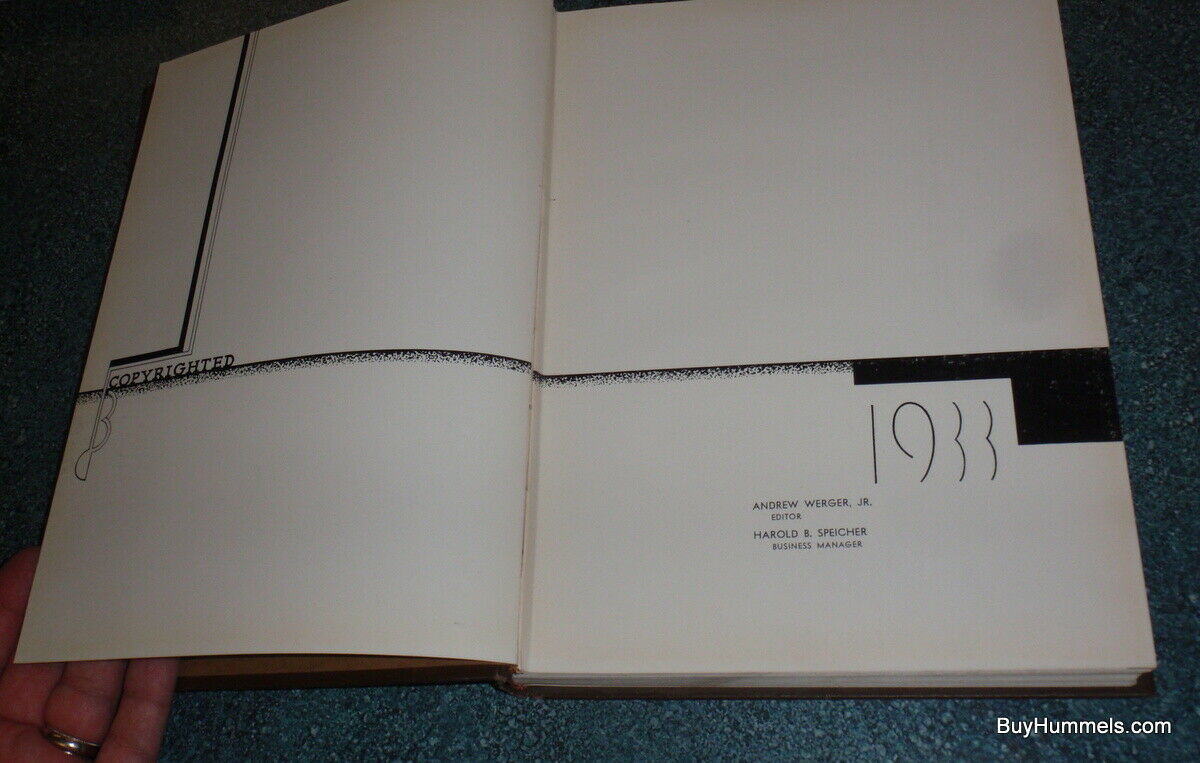 COPYRIGHTED
1933
ANDREW WERGER, JR.
EDITOR
HAROLD B. SPEICHER
BUSINESS MANAGER
BuyHummels.com